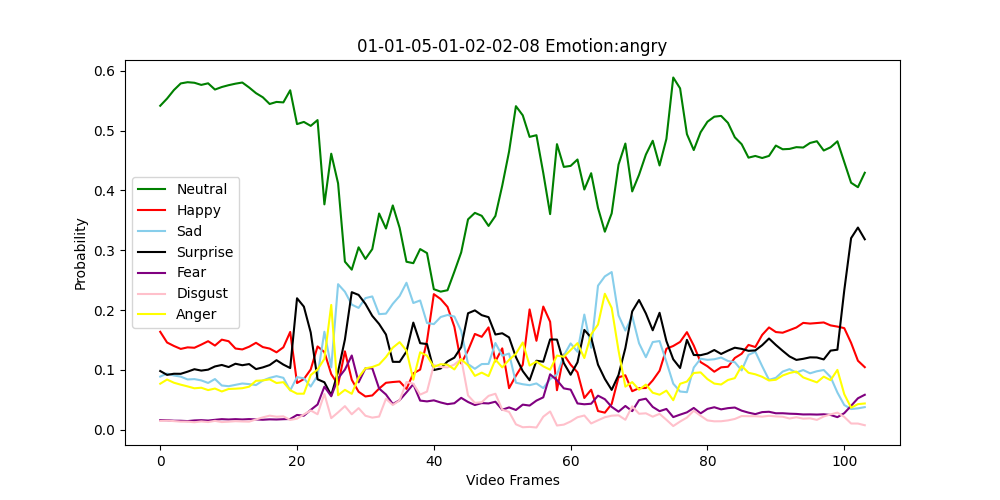 01-01-05-01-02-02-08 Emotion:angry
Probability
0.6
0.5
0.4
0.3
0.2
0.1
0.0
Neutral
Happy
Sad
Surprise
Fear
Disgust
Anger
0 20 40 60 80 100
Video Frames